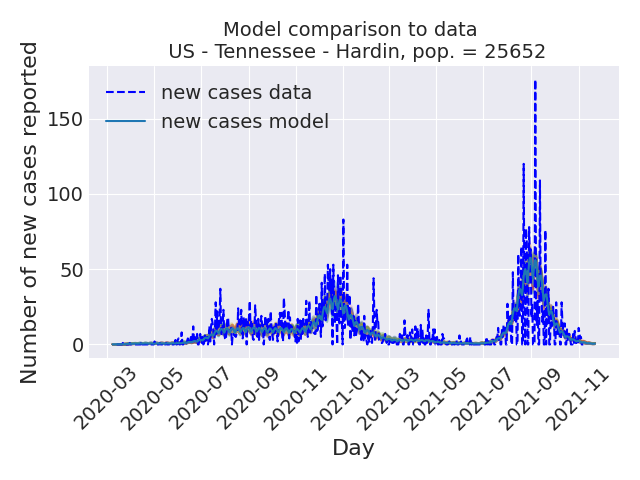 Model comparison to data
US - Tennessee - Hardin, pop. = 25652
Number of new cases reported
new cases data
new cases model
150
100
50
0
2020-03
2020-05
2020-07
2020-09
2020-11
2021-01
2021-03
2021-05
2021-07
2021-09
2021-11
Day